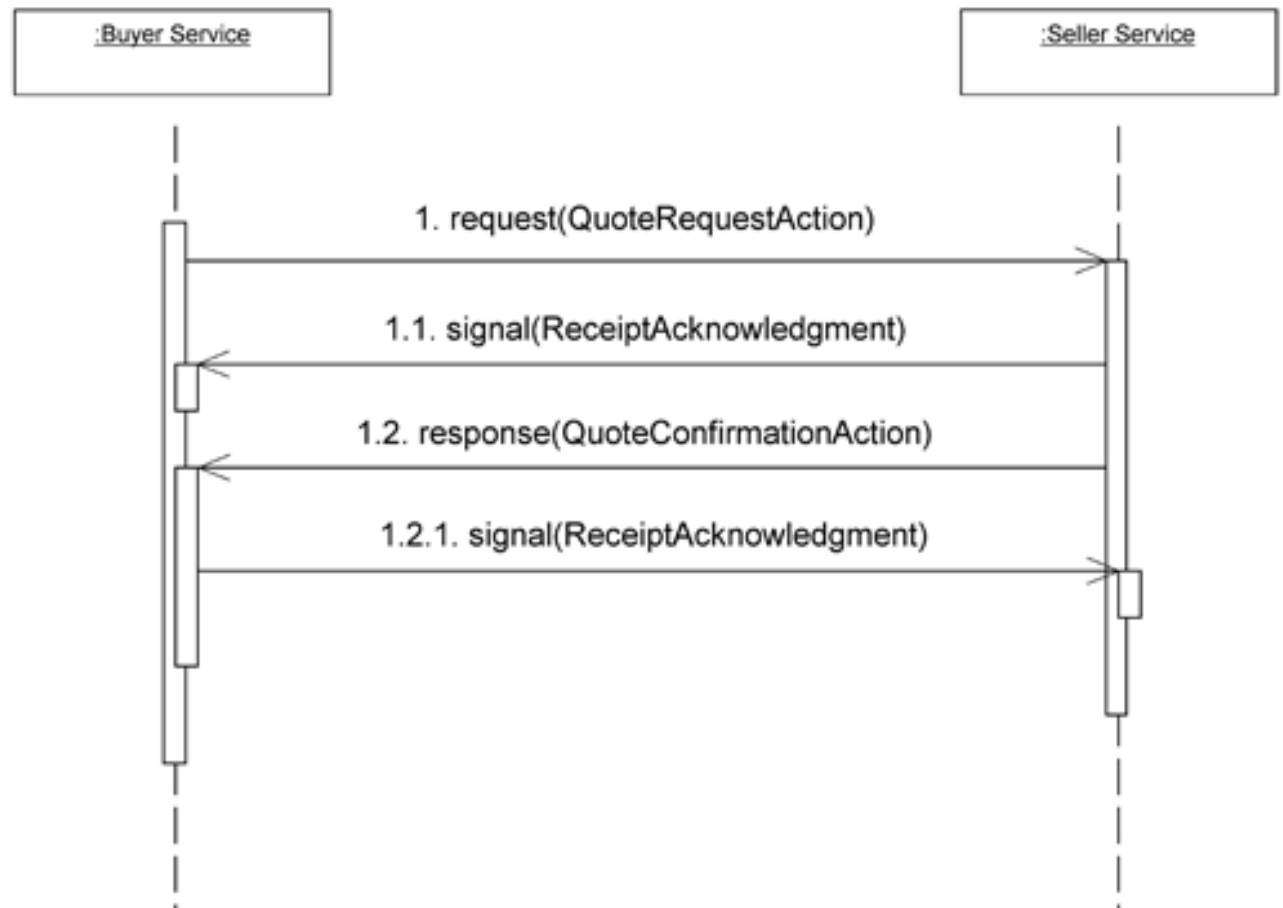 :Buyer Service
:Seller Service
1. request(QuoteRequestAction)
1.1. signal(ReceiptAcknowledgment)
1.2. response(QuoteConfirmationAction)
1.2.1. signal(ReceiptAcknowledgment)